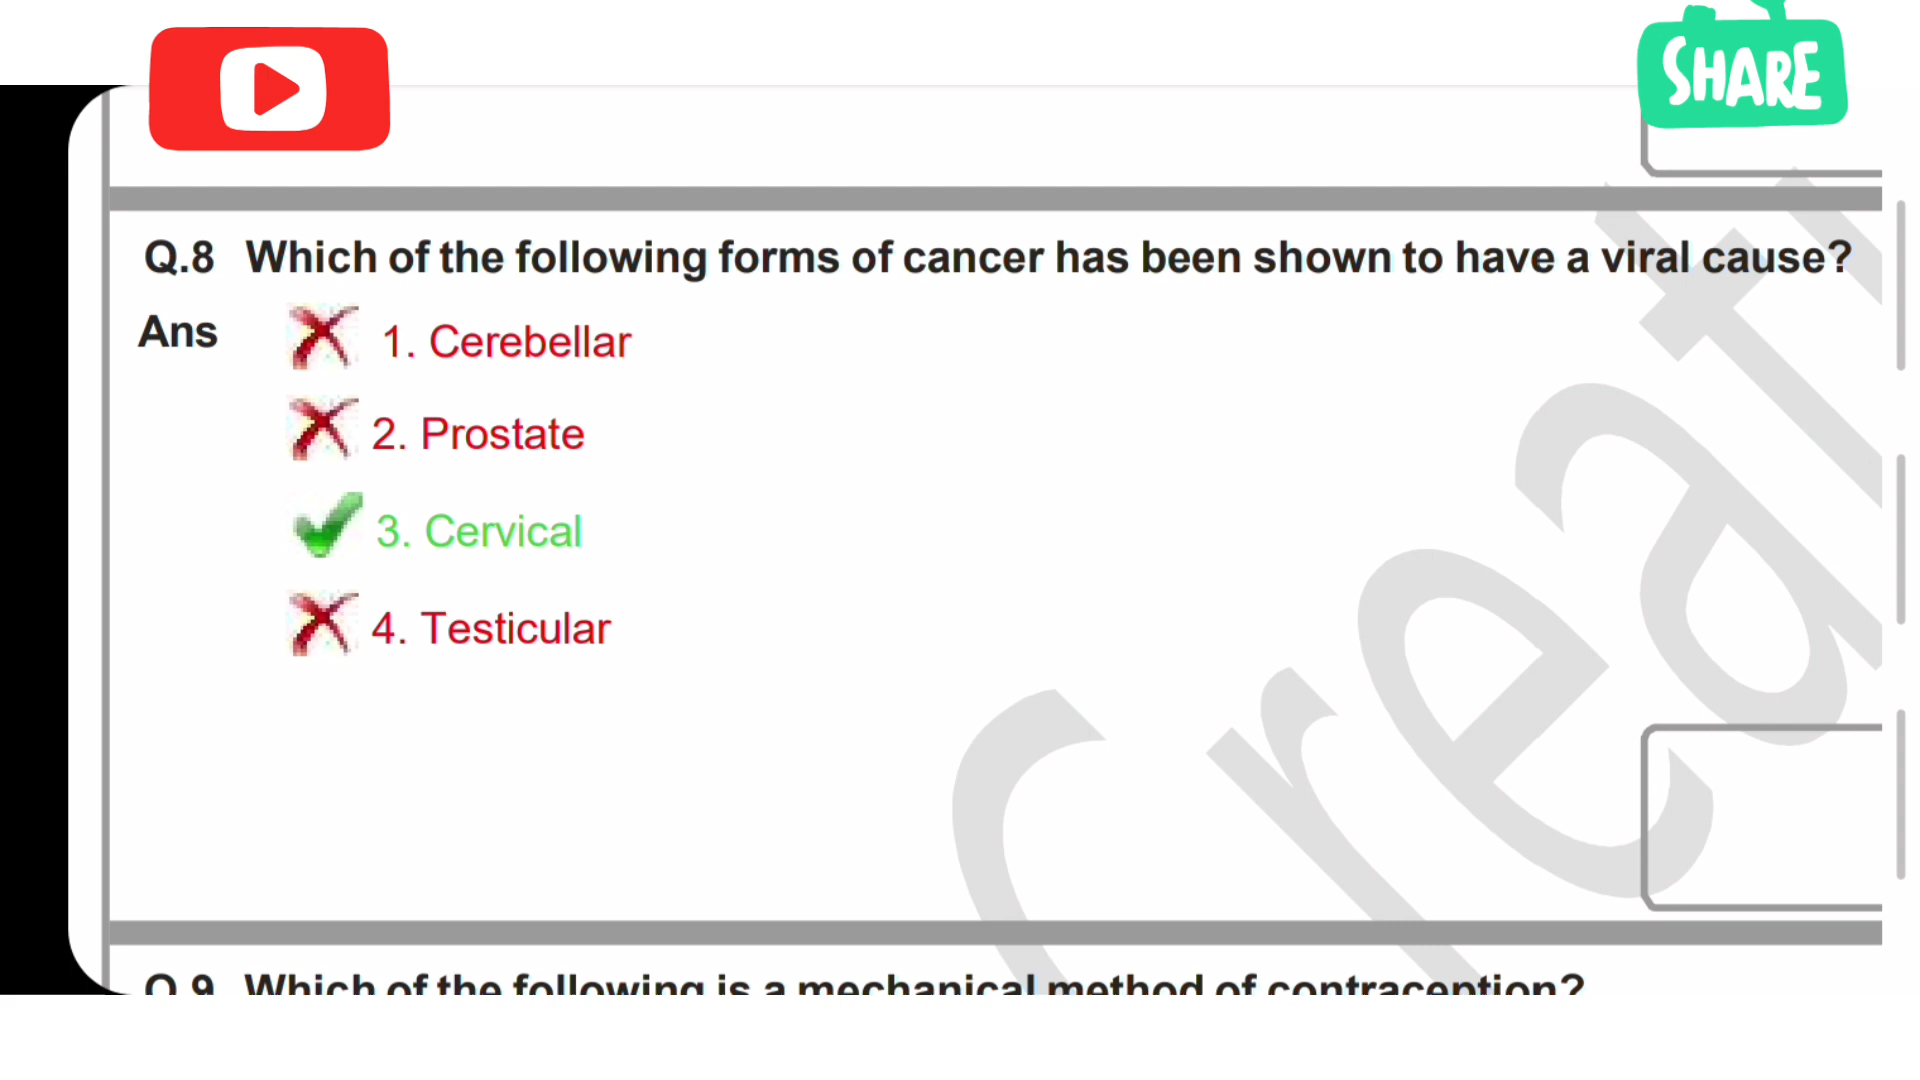 SHARE
Q.8 Which of the following forms of cancer has been shown to have a viral cause?
Ans
1. Cerebellar
2. Prostate
3. Cervical
4. Testicular
Q.9 Which of the following is a mechanical method of contraception?
Creati